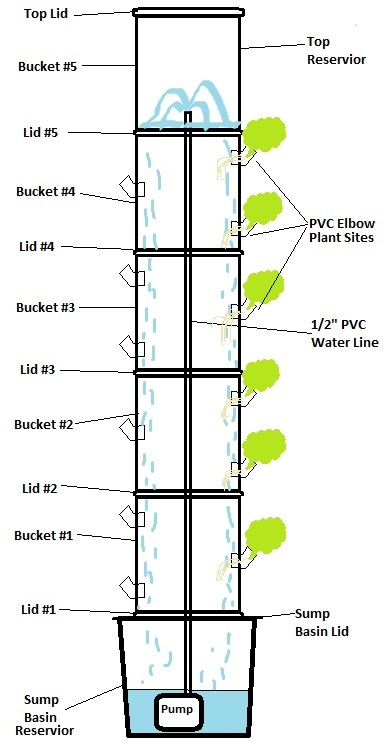 Top Lid
Top
Reservior
Bucket #5
Lid #5
Bucket #4
PVC Elbow
Plant Sites
Lid #4
Bucket #3
1/2" PVC
Water Line
Lid #3
Bucket #2
Lid #2
Bucket #1
Lid #1
Sump
Basin Lid
Sump
Basin
Reservior
Pump